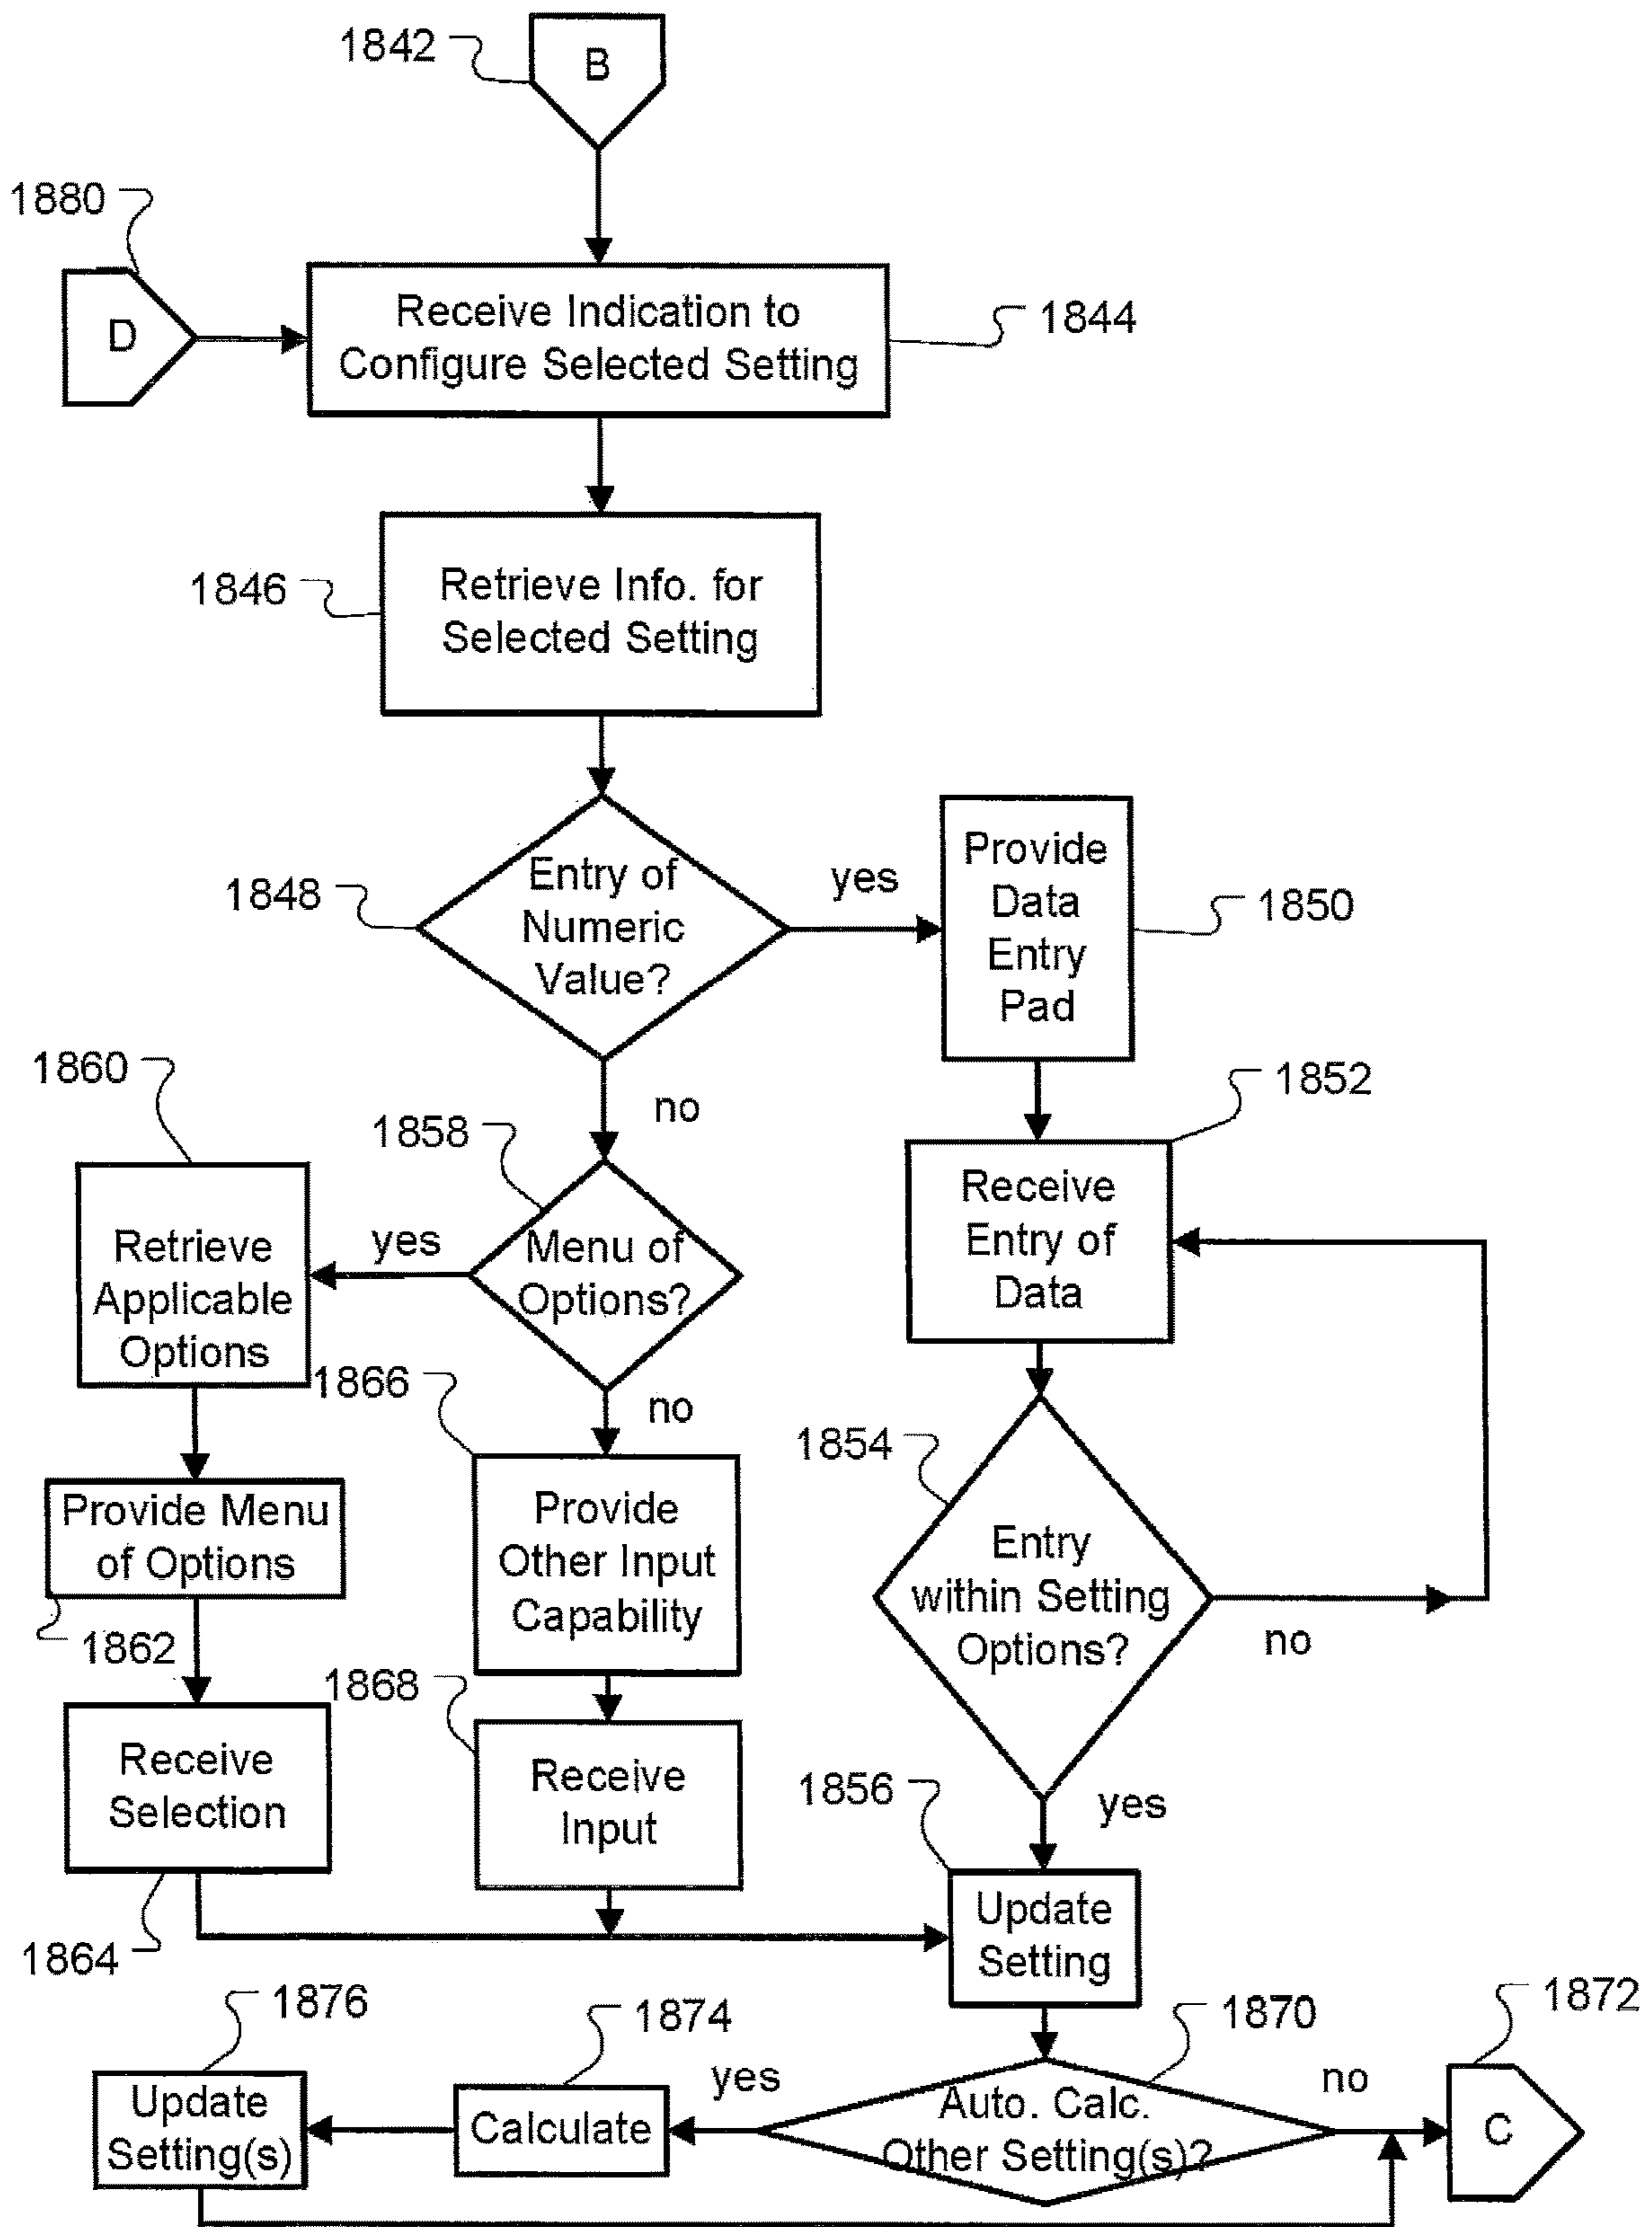 1842
B
1880
D
Receive Indication to
Configure Selected Setting
1844
1846
Retrieve Info. for
Selected Setting
1848
Entry of
Numeric
Value?
yes
Provide
Data
Entry
Pad
1850
no
1852
Receive
Entry of
Data
1858
Menu of
Options?
yes
1860
Retrieve
Applicable
Options
no
1866
Provide
Other Input
Capability
Provide Menu
of Options
1862
1854
Entry
within Setting
Options?
no
yes
1868
Receive
Input
Receive
Selection
1864
1856
Update
Setting
1870
Auto. Calc.
Other Setting(s)?
no
1872
C
yes
1874
Calculate
1876
Update
Setting(s)